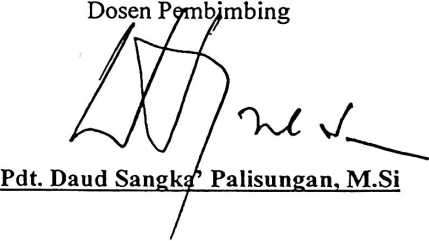 Dosen Pembimbing
Pdt. Daud Sangka' Palisungan, M.Si